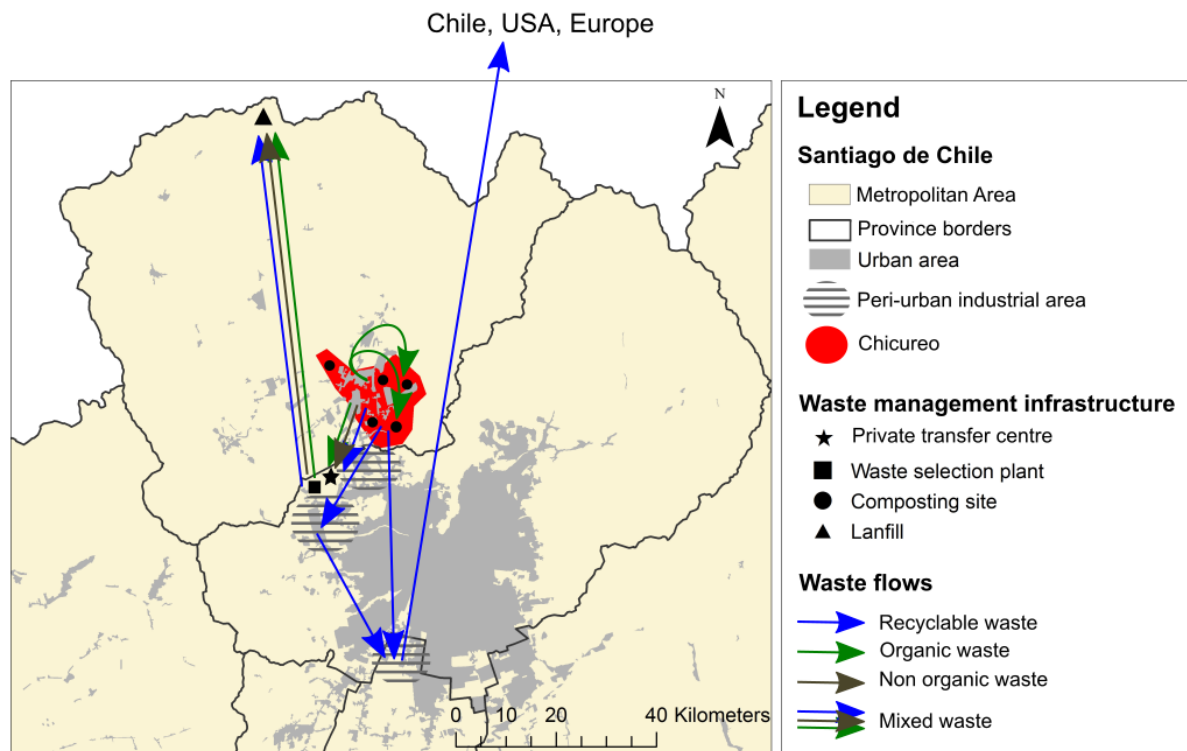 Chile, USA, Europe
N
0 10 20 40 Kilometers
Legend
Santiago de Chile
Metropolitan Area
Province borders
Urban area
Peri-urban industrial area
Chicureo
Waste management infrastructure
Private transfer centre
Waste selection plant
Composting site
Lanfill
Waste flows
Recyclable waste
Organic waste
Non organic waste
Mixed waste